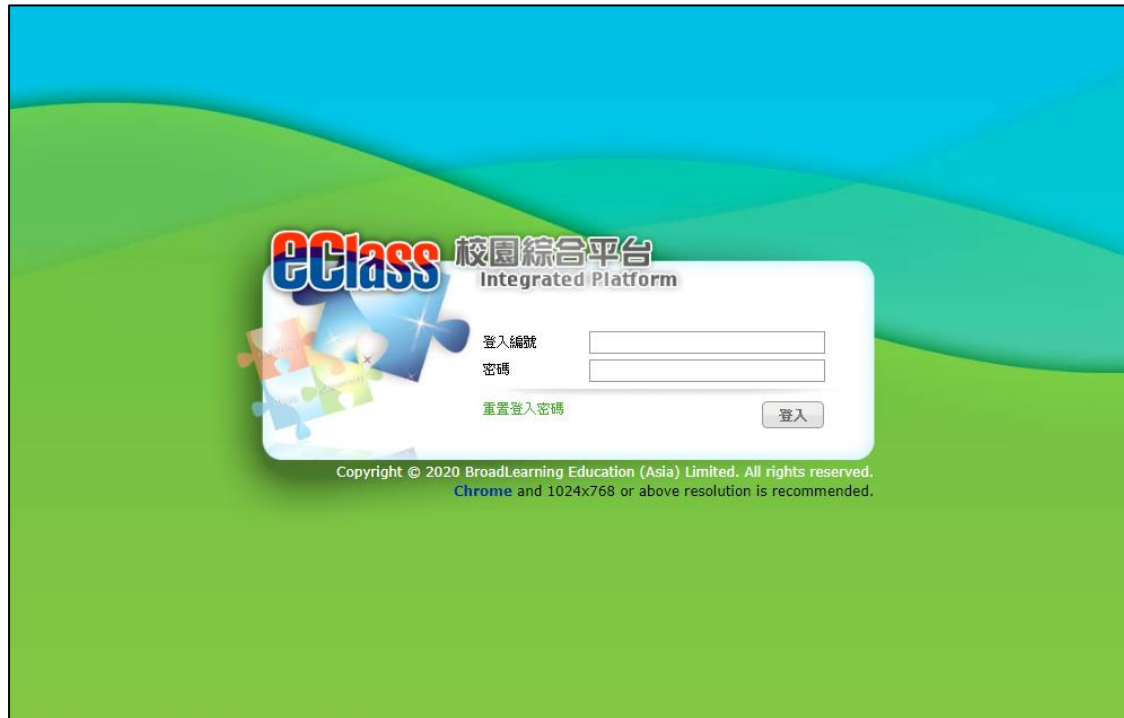 eClass 校園綜合平台
Integrated Platform
登入編號
密碼
重置登入密碼
登入
Copyright © 2020 BroadLearning Education (Asia) Limited. All rights reserved.
Chrome and 1024x768 or above resolution is recommended.